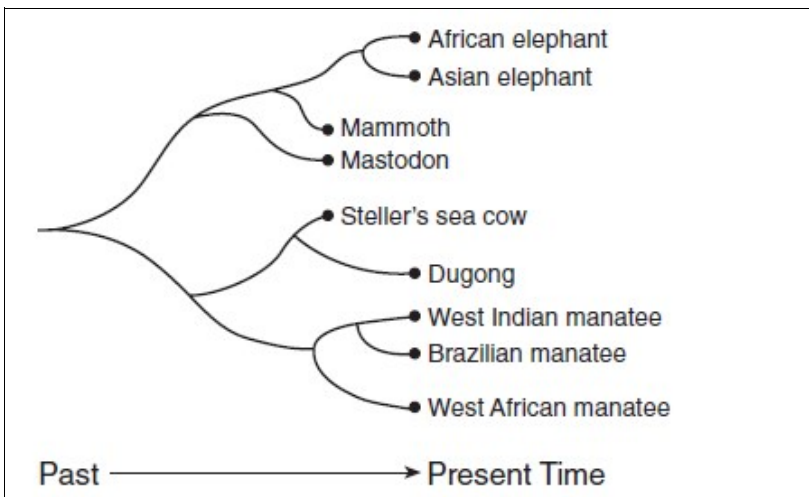 African elephant
Asian elephant
Mammoth
Mastodon
Steller's sea cow
Dugong
West Indian manatee
Brazilian manatee
West African manatee
Past
Present Time